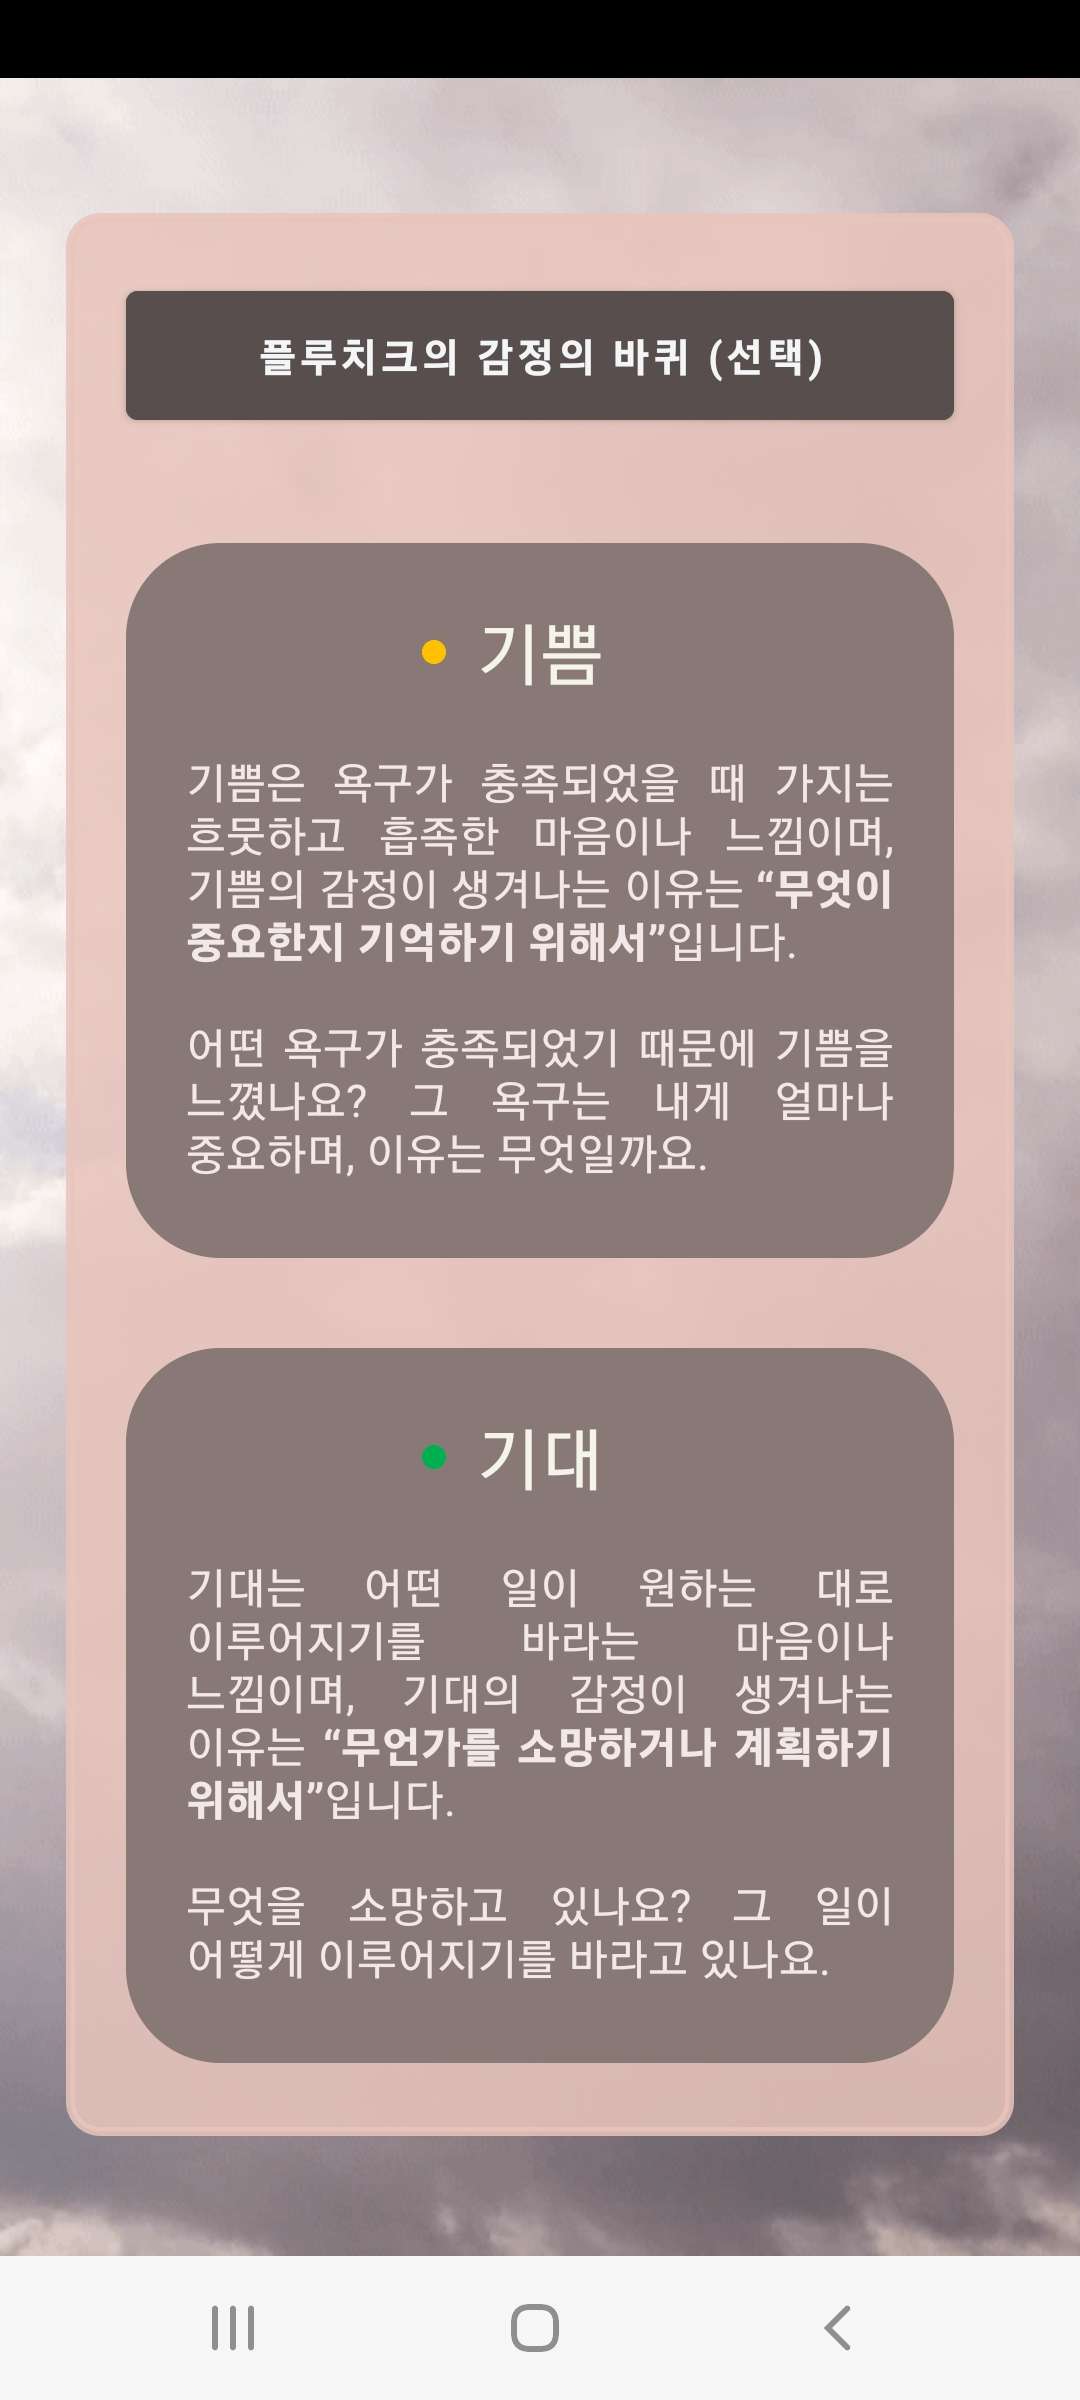 플루치크의 감정의 바퀴 (선택)
기쁨
기쁨은 욕구가 충족되었을 때 가지는
흐뭇하고 흡족한 마음이나 느낌이며,
기쁨의 감정이 생겨나는 이유는 “무엇이
중요한지 기억하기 위해서”입니다.
어떤 욕구가 충족되었기 때문에 기쁨을
느꼈나요? 그 욕구는 내게 얼마나
중요하며, 이유는 무엇일까요.
기대
기대는 어떤 일이 원하는 대로
이루어지기를 바라는 마음이나
느낌이며, 기대의 감정이 생겨나는
이유는 “무언가를 소망하거나 계획하기
위해서”입니다.
무엇을 소망하고 있나요? 그 일이
어떻게 이루어지기를 바라고 있나요.